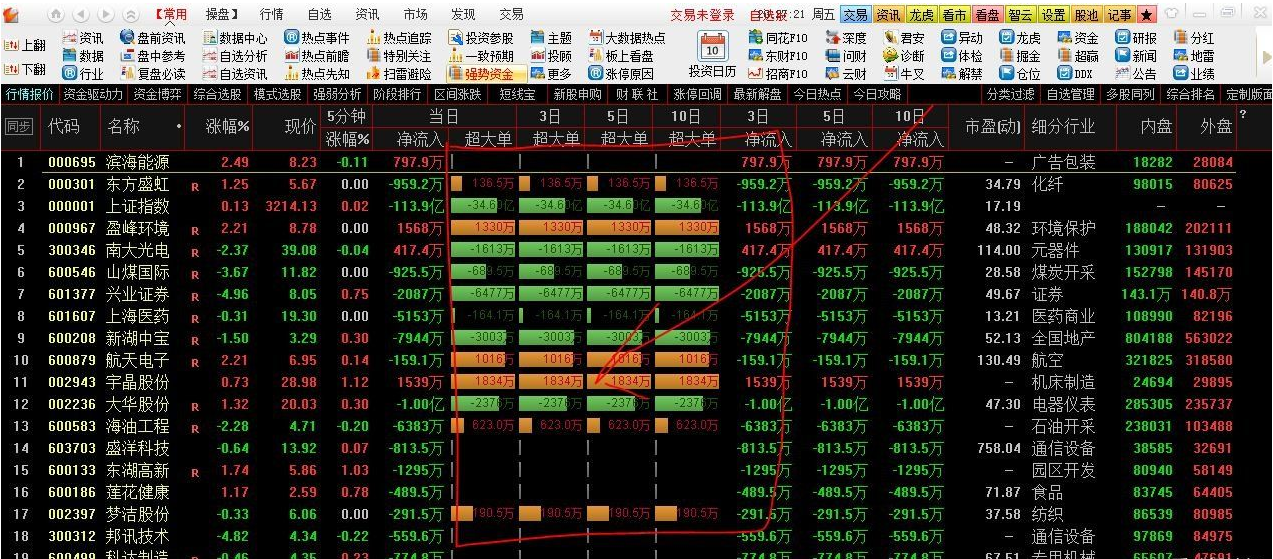 【常用 操盘】 行情 自选 资讯 市场 发现 交易 交易未登录 自选股 :21 周五 交易 资讯 龙虎 看市 看盘 智云 设置 股池 记事 ★
上翻 资讯 盘前资讯 数据中心 热点事件 热点追踪 投资参股 主题 大数据热点 同花F10 深度 君安 异动 龙虎 资金 研报 分红
数据 盘中参考 自选分析 热点前瞻 特别关注 一致预期 投顾 板上看盘 10 东财F10 问财 诊断 体检 掘金 超赢 新闻 地雷
下翻 行业 复盘必读 自选资讯 热点先知 扫雷避险 强势资金 更多 涨停原因 投资日历 招商F10 云财 牛叉 解禁 仓位 DDX 公告 业绩
行情报价 资金驱动力 资金博弈 综合选股 模式选股 强弱分析 阶段排行 区间涨跌 短线宝 新股申购 财联社 涨停回调 最新解盘 今日热点 今日攻略 分类过滤 自选管理 多股同列 综合排名 定制版面
同步 代码 名称 涨幅% 现价 5分钟涨幅% 当日 3日 5日 10日 3日 5日 10日 市盈(动) 细分行业 内盘 外盘 ?
净流入 超大单 超大单 超大单 超大单 净流入 净流入 净流入
1 000695 滨海能源 2.49 8.23 -0.11 797.9万 797.9万 797.9万 797.9万 — 广告包装 18282 28084
2 000301 东方盛虹 R 1.25 5.67 0.00 -959.2万 136.5万 136.5万 136.5万 136.5万 -959.2万 -959.2万 -959.2万 34.79 化纤 98015 80625
3 000001 上证指数 0.13 3214.13 0.02 -113.9亿 -34.6亿 -34.6亿 -34.6亿 -34.6亿 -113.9亿 -113.9亿 -113.9亿 17.19 — —
4 000967 盈峰环境 R 2.21 8.78 0.00 1568万 1330万 1330万 1330万 1330万 1568万 1568万 1568万 48.32 环境保护 188042 202111
5 300346 南大光电 R -2.37 39.08 -0.04 417.4万 -1613万 -1613万 -1613万 -1613万 417.4万 417.4万 417.4万 114.00 元器件 130917 131903
6 600546 山煤国际 R -3.67 11.82 0.00 -925.5万 -689.5万 -689.5万 -689.5万 -689.5万 -925.5万 -925.5万 -925.5万 28.58 煤炭开采 152798 145170
7 601377 兴业证券 R -4.96 8.05 0.75 -2087万 -6477万 -6477万 -6477万 -6477万 -2087万 -2087万 -2087万 49.67 证券 143.1万 140.8万
8 601607 上海医药 R -0.31 19.30 0.00 -5153万 -164.1万 -164.1万 -164.1万 -164.1万 -5153万 -5153万 -5153万 13.21 医药商业 108990 82196
9 600208 新湖中宝 R -1.50 3.29 0.30 -7944万 -3003万 -3003万 -3003万 -3003万 -7944万 -7944万 -7944万 52.13 全国地产 804188 563022
10 600879 航天电子 R 2.21 6.95 0.14 -159.1万 1016万 1016万 1016万 1016万 -159.1万 -159.1万 -159.1万 130.49 航空 321825 318580
11 002943 宇晶股份 0.73 28.98 1.12 1539万 1834万 1834万 1834万 1834万 1539万 1539万 1539万 — 机床制造 24694 29895
12 002236 大华股份 R 1.32 20.03 0.30 -1.00亿 -2376万 -2376万 -2376万 -2376万 -1.00亿 -1.00亿 -1.00亿 47.30 电器仪表 285305 235737
13 600583 海油工程 R -2.28 4.71 -0.20 -6383万 623.0万 623.0万 623.0万 623.0万 -6383万 -6383万 -6383万 — 石油开采 238031 103488
14 603703 盛洋科技 -0.64 13.92 0.07 -813.5万 -813.5万 -813.5万 -813.5万 758.04 通信设备 38585 32691
15 600133 东湖高新 R 1.74 5.86 1.03 -1295万 -1295万 -1295万 -1295万 — 园区开发 80940 58149
16 600186 莲花健康 1.17 2.59 0.78 -489.5万 -489.5万 -489.5万 -489.5万 71.87 食品 83745 64405
17 002397 梦洁股份 -0.33 6.06 0.00 -291.5万 190.5万 190.5万 190.5万 190.5万 -291.5万 -291.5万 -291.5万 37.58 纺织 86539 80985
18 300312 邦讯技术 -4.82 4.34 -0.22 -559.6万 -559.6万 -559.6万 -559.6万 — 通信设备 97869 84975